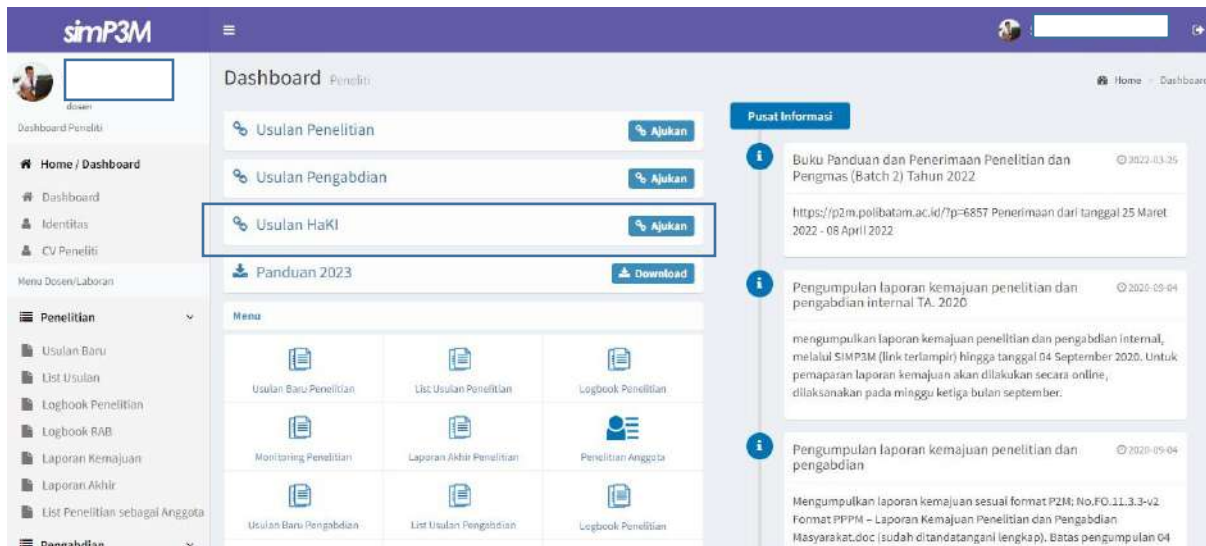 simP3M
dosen
Dashboard Peneliti
Home / Dashboard
Dashboard
Identitas
CV Peneliti
Menu Dosen/Laboran
Penelitian
Usulan Baru
List Usulan
Logbook Penelitian
Logbook RAB
Laporan Kemajuan
Laporan Akhir
List Penelitian sebagai Anggota
Pengabdian
Dashboard Peneliti
Home > Dashboard
Usulan Penelitian Ajukan
Usulan Pengabdian Ajukan
Usulan HaKI Ajukan
Panduan 2023 Download
Menu
Usulan Baru Penelitian List Usulan Penelitian Logbook Penelitian
Monitoring Penelitian Laporan Akhir Penelitian Penelitian Anggota
Usulan Baru Pengabdian List Usulan Pengabdian Logbook Penelitian
Pusat Informasi
Buku Panduan dan Penerimaan Penelitian dan 2022-03-25
Pengmas (Batch 2) Tahun 2022
https://p2m.polibatam.ac.id/?p=6857 Penerimaan dari tanggal 25 Maret
2022 - 08 April 2022
Pengumpulan laporan kemajuan penelitian dan 2020-09-04
pengabdian internal TA. 2020
mengumpulkan laporan kemajuan penelitian dan pengabdian internal,
melalui SIMP3M (link terlampir) hingga tanggal 04 September 2020. Untuk
pemaparan laporan kemajuan akan dilakukan secara online,
dilaksanakan pada minggu ketiga bulan september.
Pengumpulan laporan kemajuan penelitian dan 2020-09-04
pengabdian
Mengumpulkan laporan kemajuan sesuai format P2M; No.FO.11.3.3-v2
Format PPPM – Laporan Kemajuan Penelitian dan Pengabdian
Masyarakat.doc (sudah ditandatangani lengkap). Batas pengumpulan 04